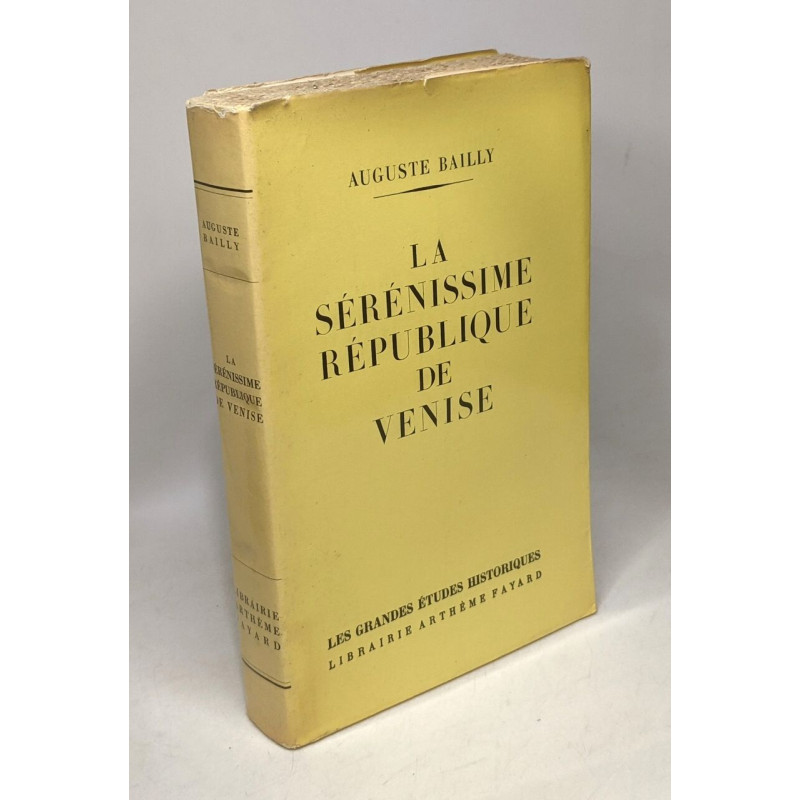 AUGUSTE BAILLY
LA
SÉRÉNISSIME
RÉPUBLIQUE
DE
VENISE
LES GRANDES ÉTUDES HISTORIQUES
LIBRAIRIE ARTHÈME FAYARD
AUGUSTE
BAILLY
LA
SÉRÉNISSIME
RÉPUBLIQUE
DE VENISE
LIBRAIRIE
ARTHÈME
FAYARD